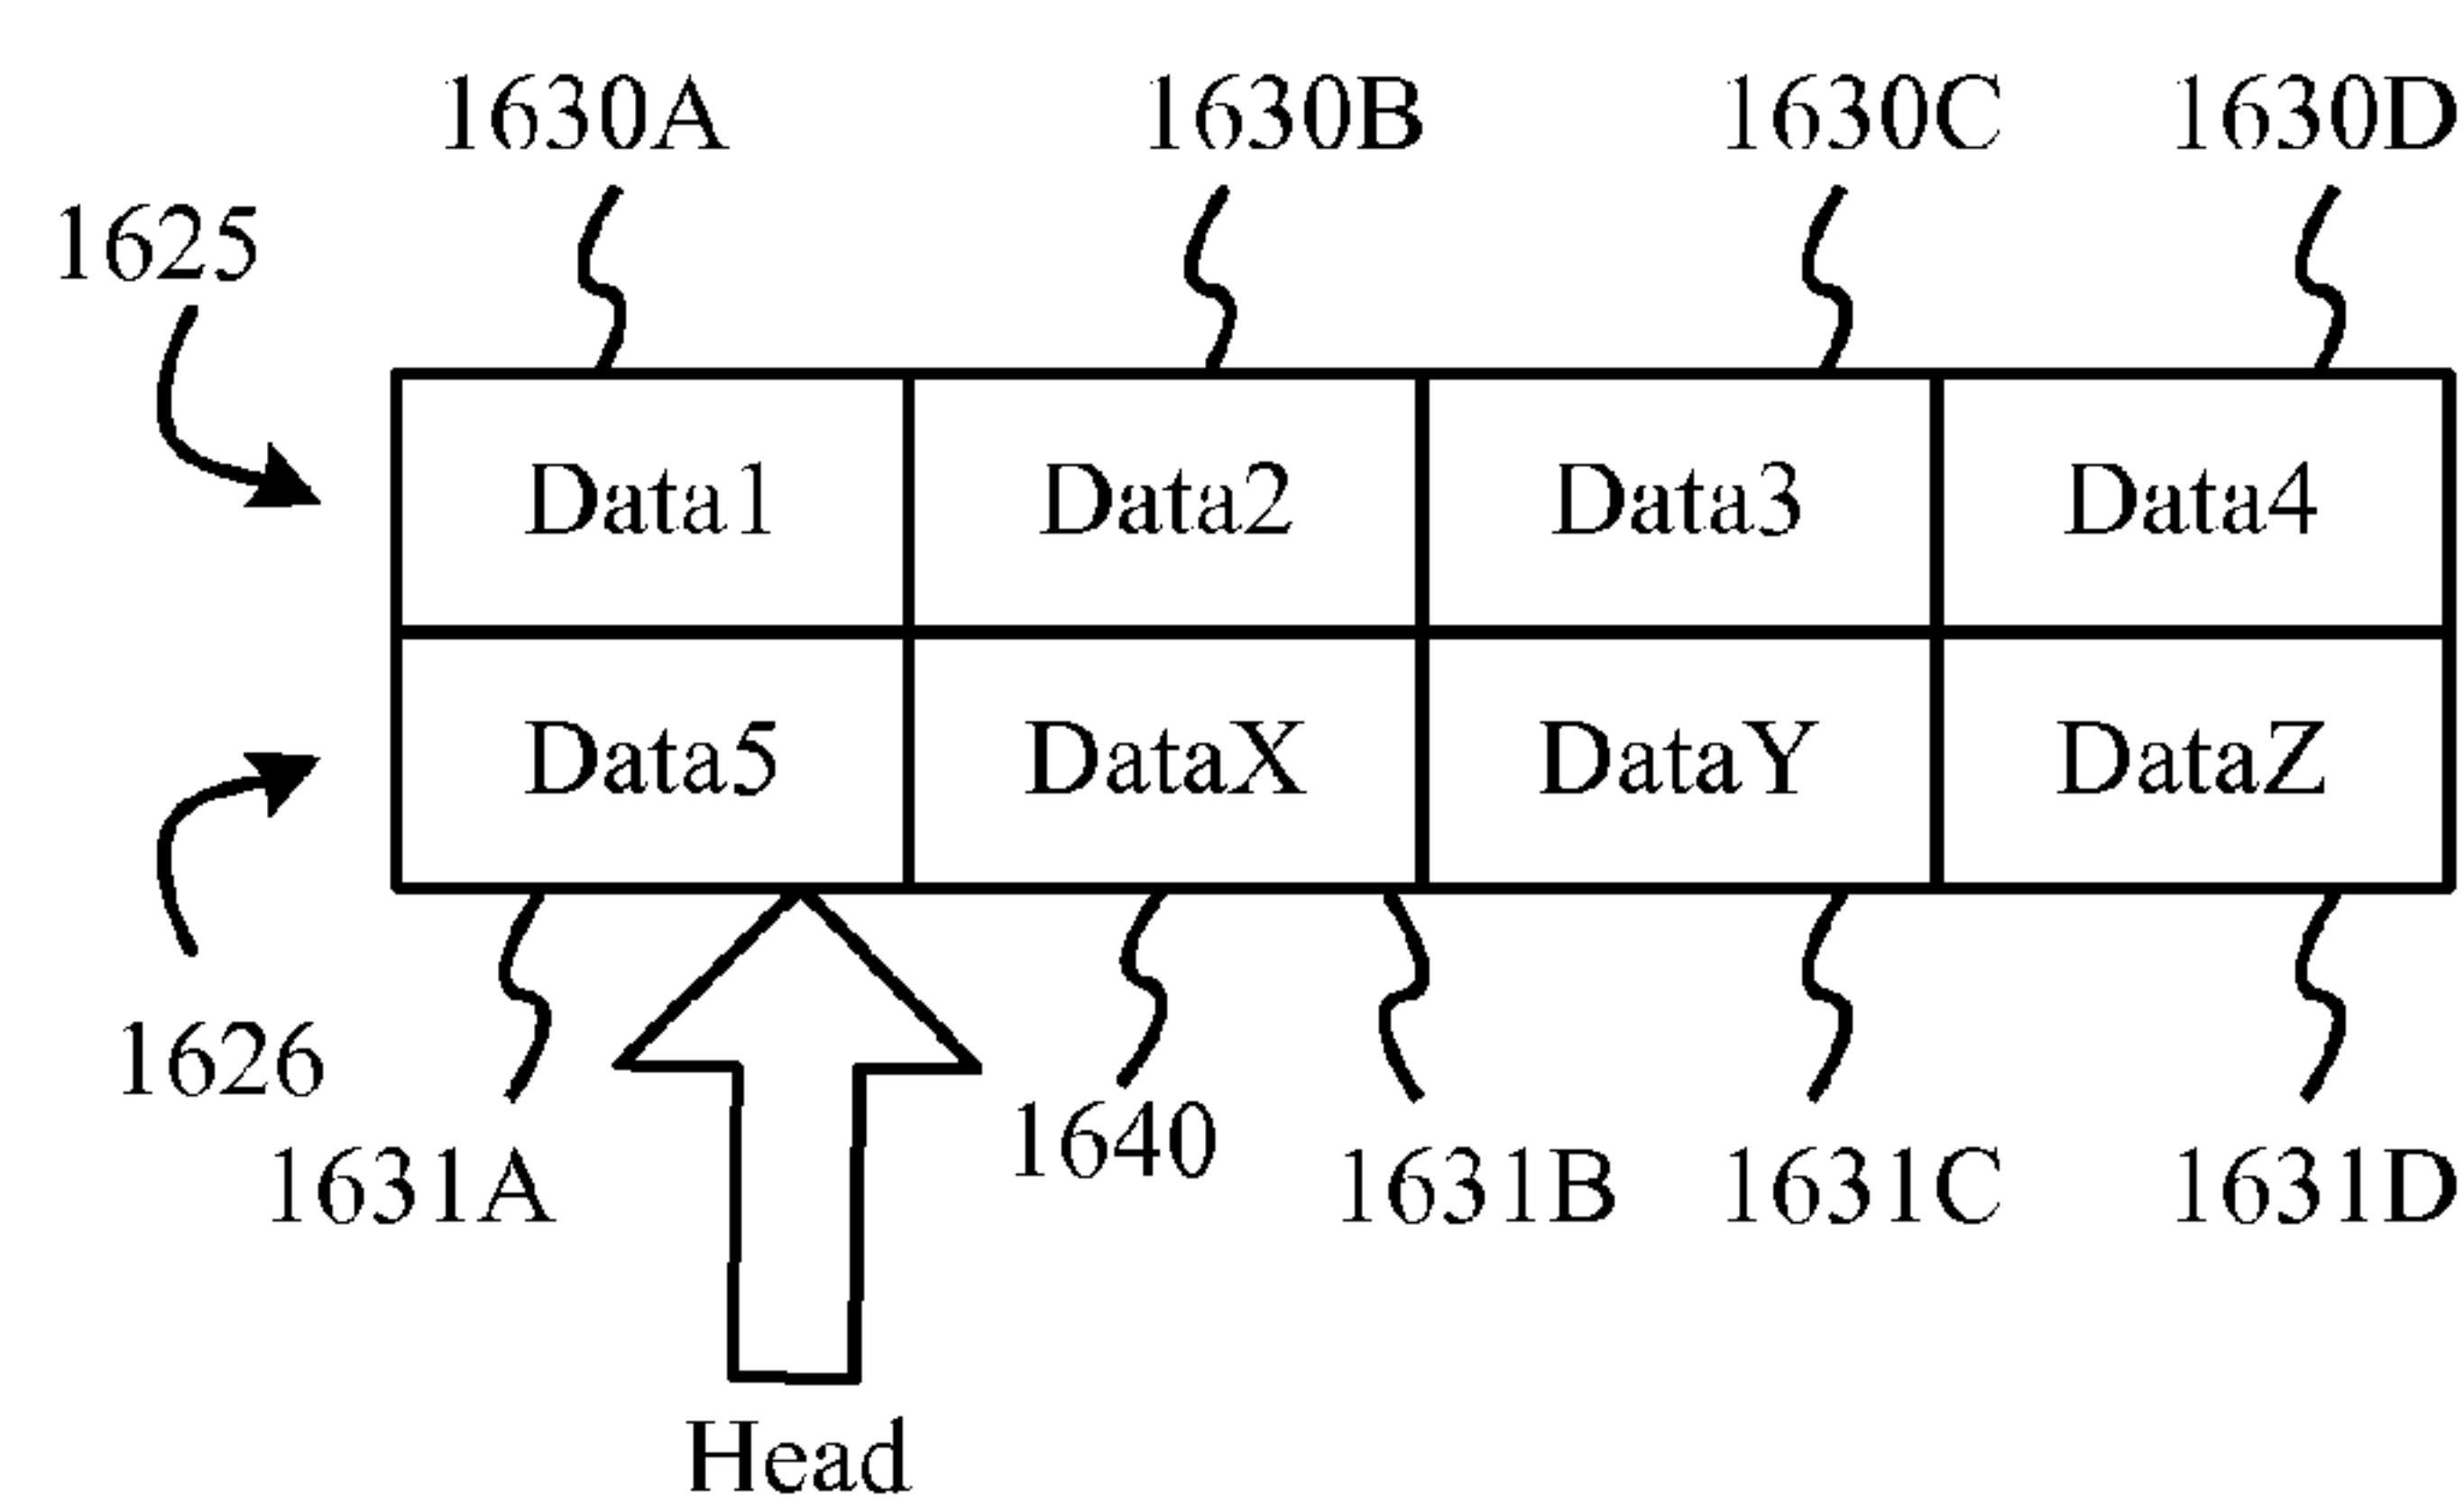 1630A 1630B 1630C 1630D
1625
Data1 Data2 Data3 Data4
Data5 DataX DataY DataZ
1626
1640
1631A 1631B 1631C 1631D
Head